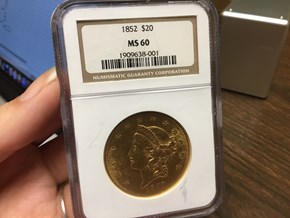 1852 $20
MS 60
1909638-001
NUMISMATIC GUARANTY CORPORATION